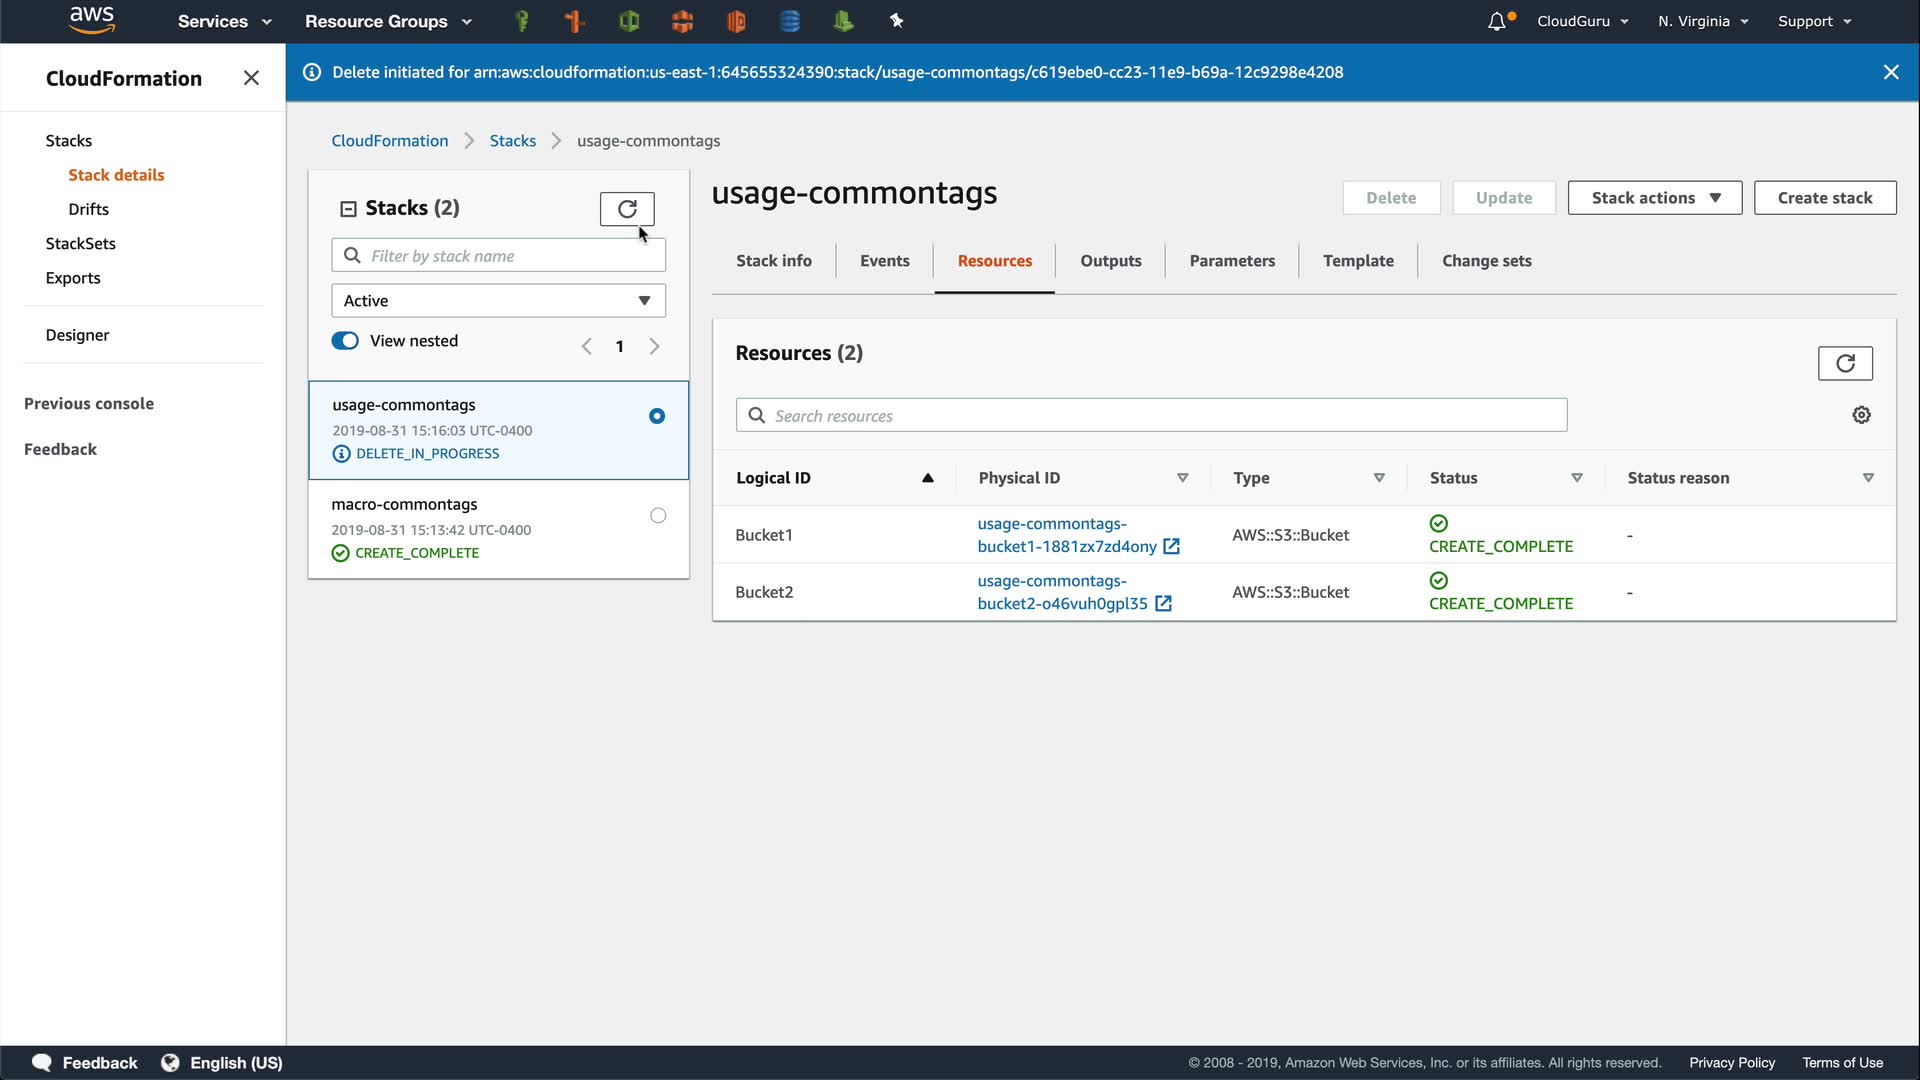 aws
Services
Resource Groups
CloudGuru
N. Virginia
Support
CloudFormation
Delete initiated for arn:aws:cloudformation:us-east-1:645655324390:stack/usage-commontags/c619ebe0-cc23-11e9-b69a-12c9298e4208
Stacks
Stack details
Drifts
StackSets
Exports
Designer
Previous console
Feedback
CloudFormation
Stacks
usage-commontags
Stacks (2)
Filter by stack name
Active
View nested
1
usage-commontags
2019-08-31 15:16:03 UTC-0400
DELETE_IN_PROGRESS
macro-commontags
2019-08-31 15:13:42 UTC-0400
CREATE_COMPLETE
usage-commontags
Delete
Update
Stack actions
Create stack
Stack info
Events
Resources
Outputs
Parameters
Template
Change sets
Resources (2)
Search resources
Logical ID
Physical ID
Type
Status
Status reason
Bucket1
usage-commontags-
bucket1-1881zx7zd4ony
AWS::S3::Bucket
CREATE_COMPLETE
-
Bucket2
usage-commontags-
bucket2-o46vuh0gpl35
AWS::S3::Bucket
CREATE_COMPLETE
-
Feedback
English (US)
© 2008 - 2019, Amazon Web Services, Inc. or its affiliates. All rights reserved.
Privacy Policy
Terms of Use